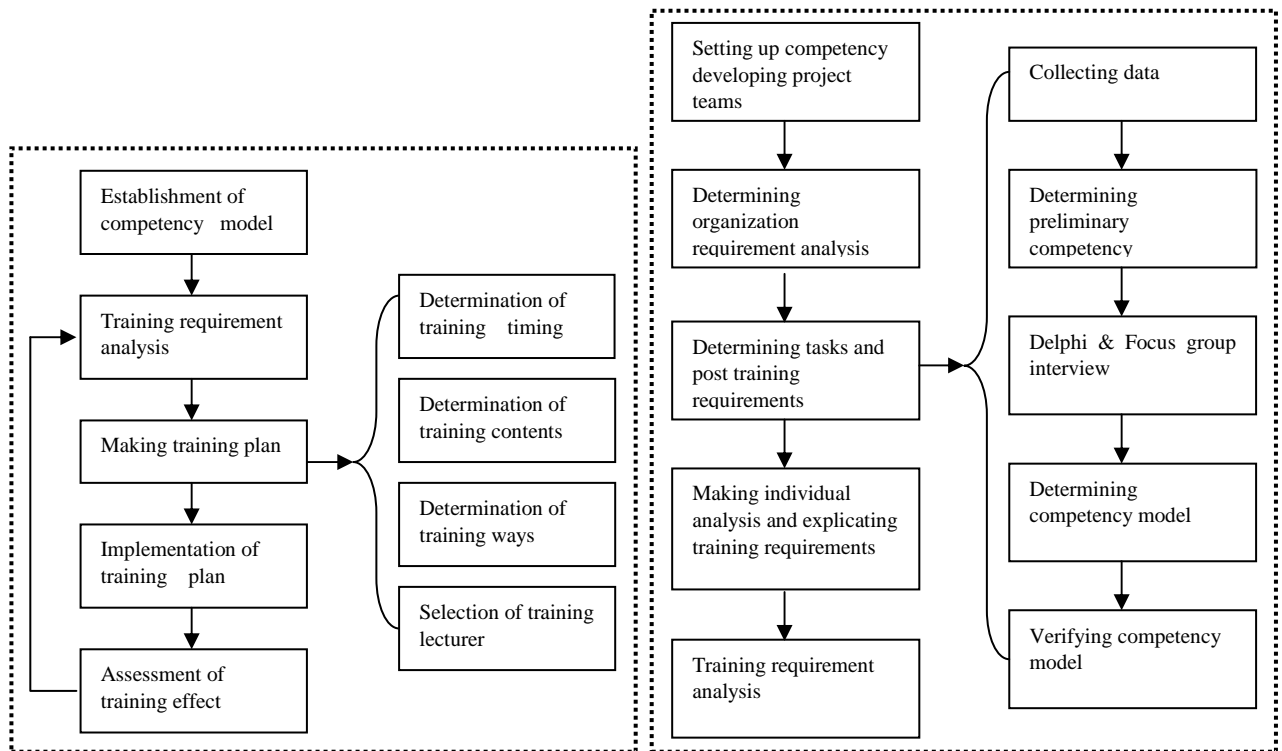 Establishment of
competency model
Training requirement
analysis
Making training plan
Implementation of
training plan
Assessment of
training effect
Determination of
training timing
Determination of
training contents
Determination of
training ways
Selection of training
lecturer
Setting up competency
developing project
teams
Determining
organization
requirement analysis
Determining tasks and
post training
requirements
Making individual
analysis and explicating
training requirements
Training requirement
analysis
Collecting data
Determining
preliminary
competency
Delphi & Focus group
interview
Determining
competency model
Verifying competency
model